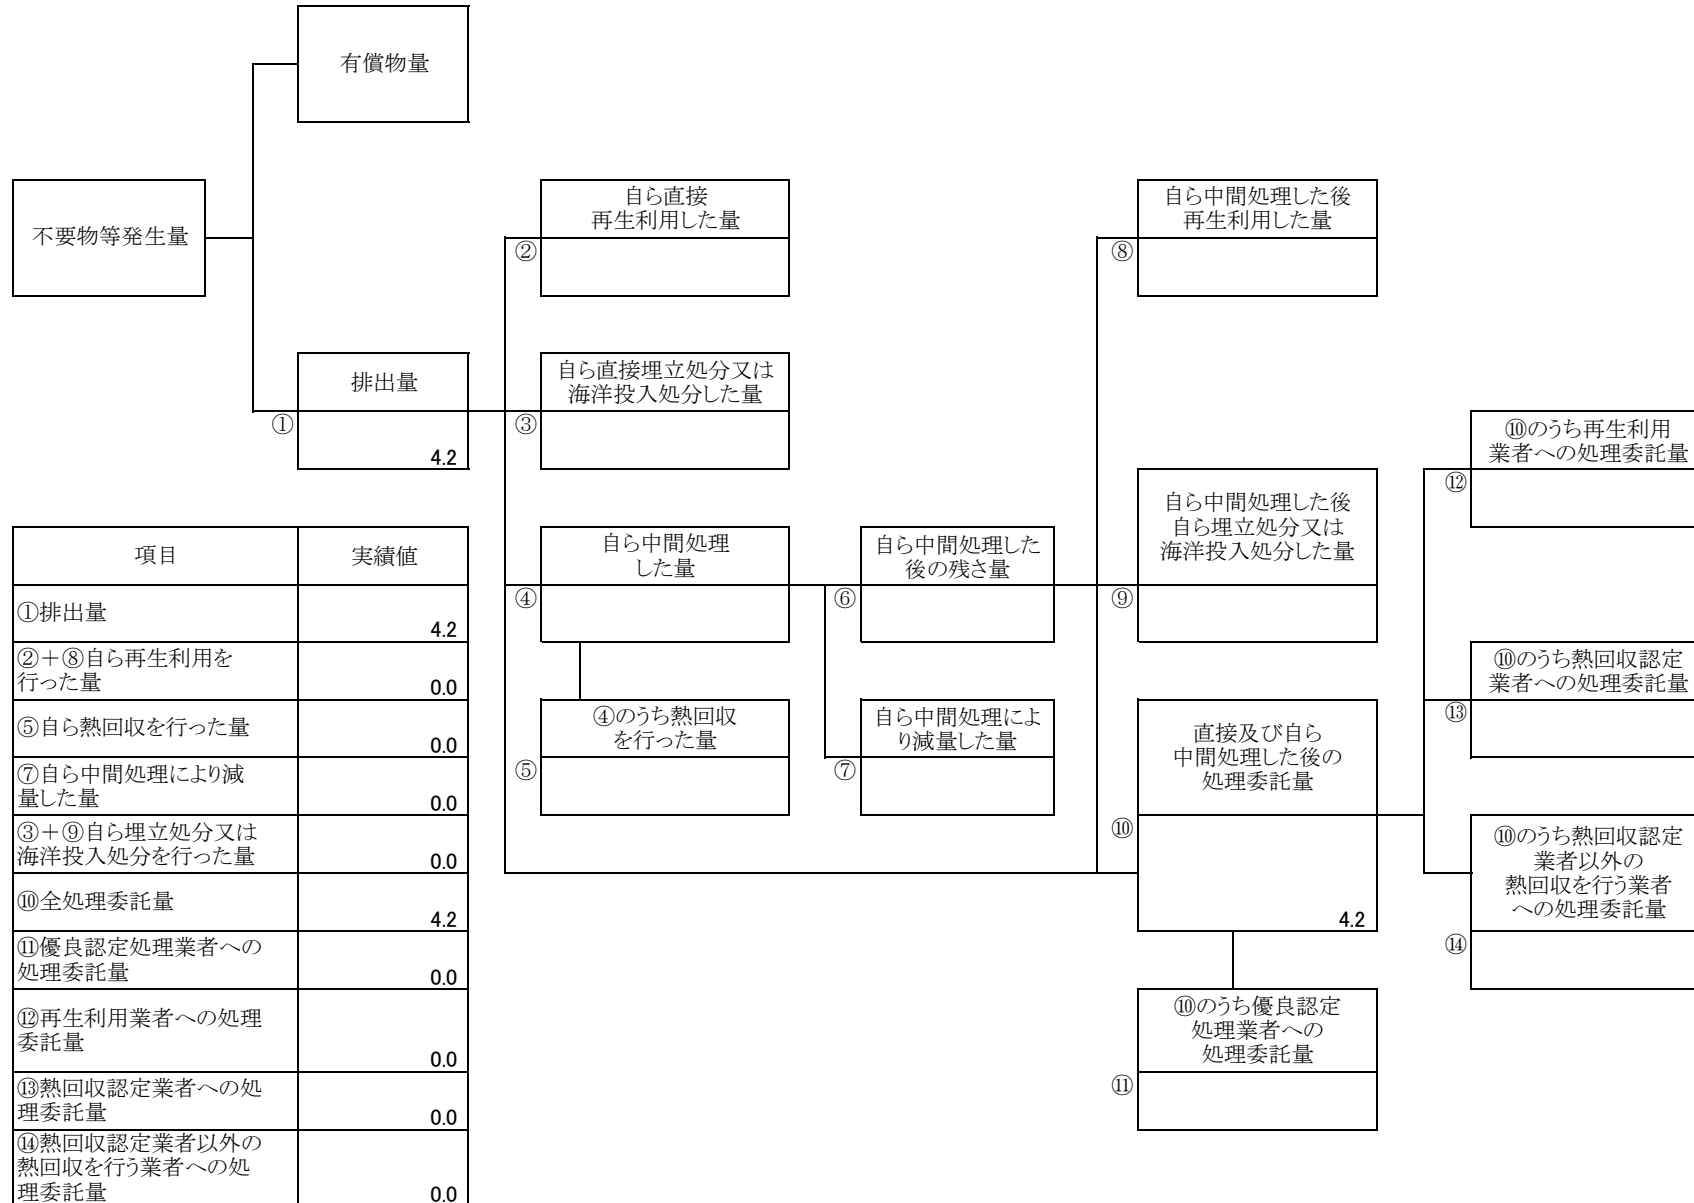 有償物量
不要物等発生量
自ら直接
再生利用した量
②
自ら中間処理した後
再生利用した量
⑧
排出量
①
4.2
自ら直接埋立処分又は
海洋投入処分した量
③
⑩のうち再生利用
業者への処理委託量
⑫
自ら中間処理
した量
④
自ら中間処理した
後の残さ量
⑥
自ら中間処理した後
自ら埋立処分又は
海洋投入処分した量
⑨
⑩のうち熱回収認定
業者への処理委託量
⑬
④のうち熱回収
を行った量
⑤
自ら中間処理によ
り減量した量
⑦
直接及び自ら
中間処理した後の
処理委託量
⑩
4.2
⑩のうち熱回収認定
業者以外の
熱回収を行う業者
への処理委託量
⑭
⑩のうち優良認定
処理業者への
処理委託量
⑪
項目 実績値
①排出量 4.2
②+⑧自ら再生利用を
行った量 0.0
⑤自ら熱回収を行った量 0.0
⑦自ら中間処理により減
量した量 0.0
③+⑨自ら埋立処分又は
海洋投入処分を行った量 0.0
⑩全処理委託量 4.2
⑪優良認定処理業者への
処理委託量 0.0
⑫再生利用業者への処理
委託量 0.0
⑬熱回収認定業者への処
理委託量 0.0
⑭熱回収認定業者以外の
熱回収を行う業者への処
理委託量 0.0